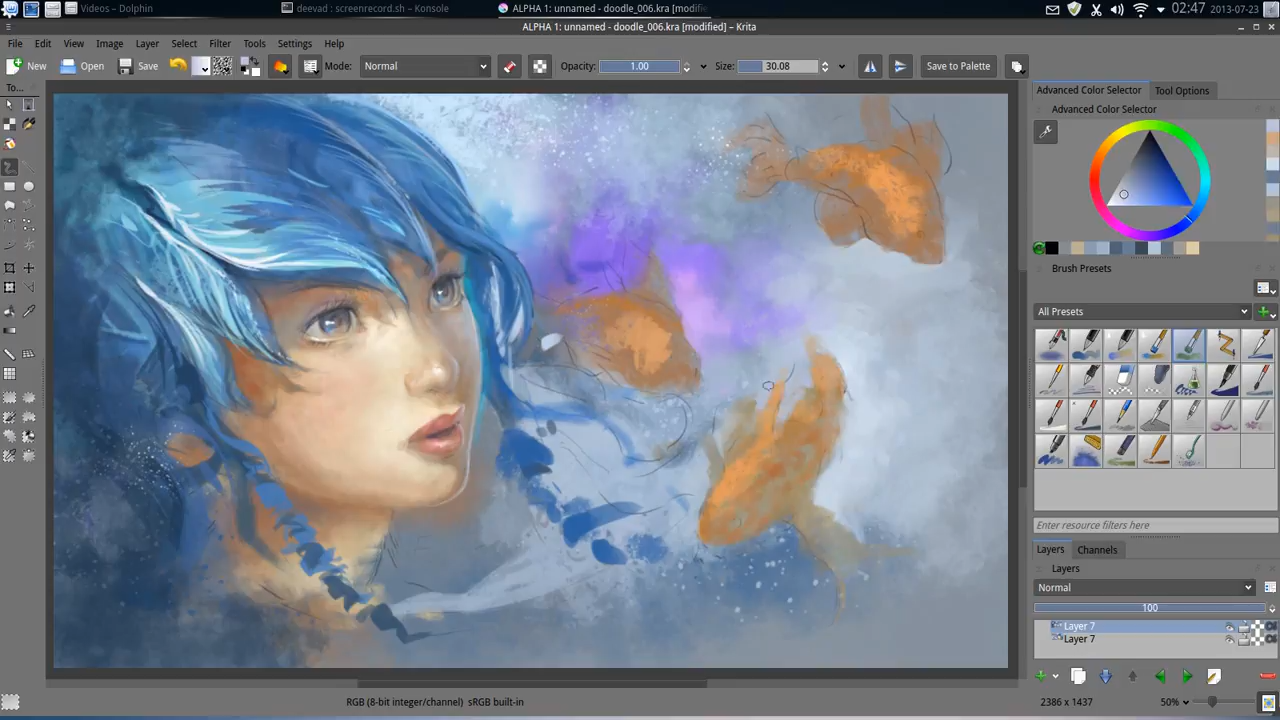 Videos – Dolphin
deevad : screenrecord.sh – Konsole
ALPHA 1: unnamed - doodle_006.kra [modifie
02:47 2013-07-23
ALPHA 1: unnamed - doodle_006.kra [modified] – Krita
File Edit View Image Layer Select Filter Tools Settings Help
New Open Save Mode: Normal Opacity: 1.00 Size: 30.08 Save to Palette
To...
Advanced Color Selector Tool Options
Advanced Color Selector
Brush Presets
All Presets
Enter resource filters here
Layers Channels
Layers
Normal
100
Layer 7
Layer 7
RGB (8-bit integer/channel) sRGB built-in
2386 x 1437 50%